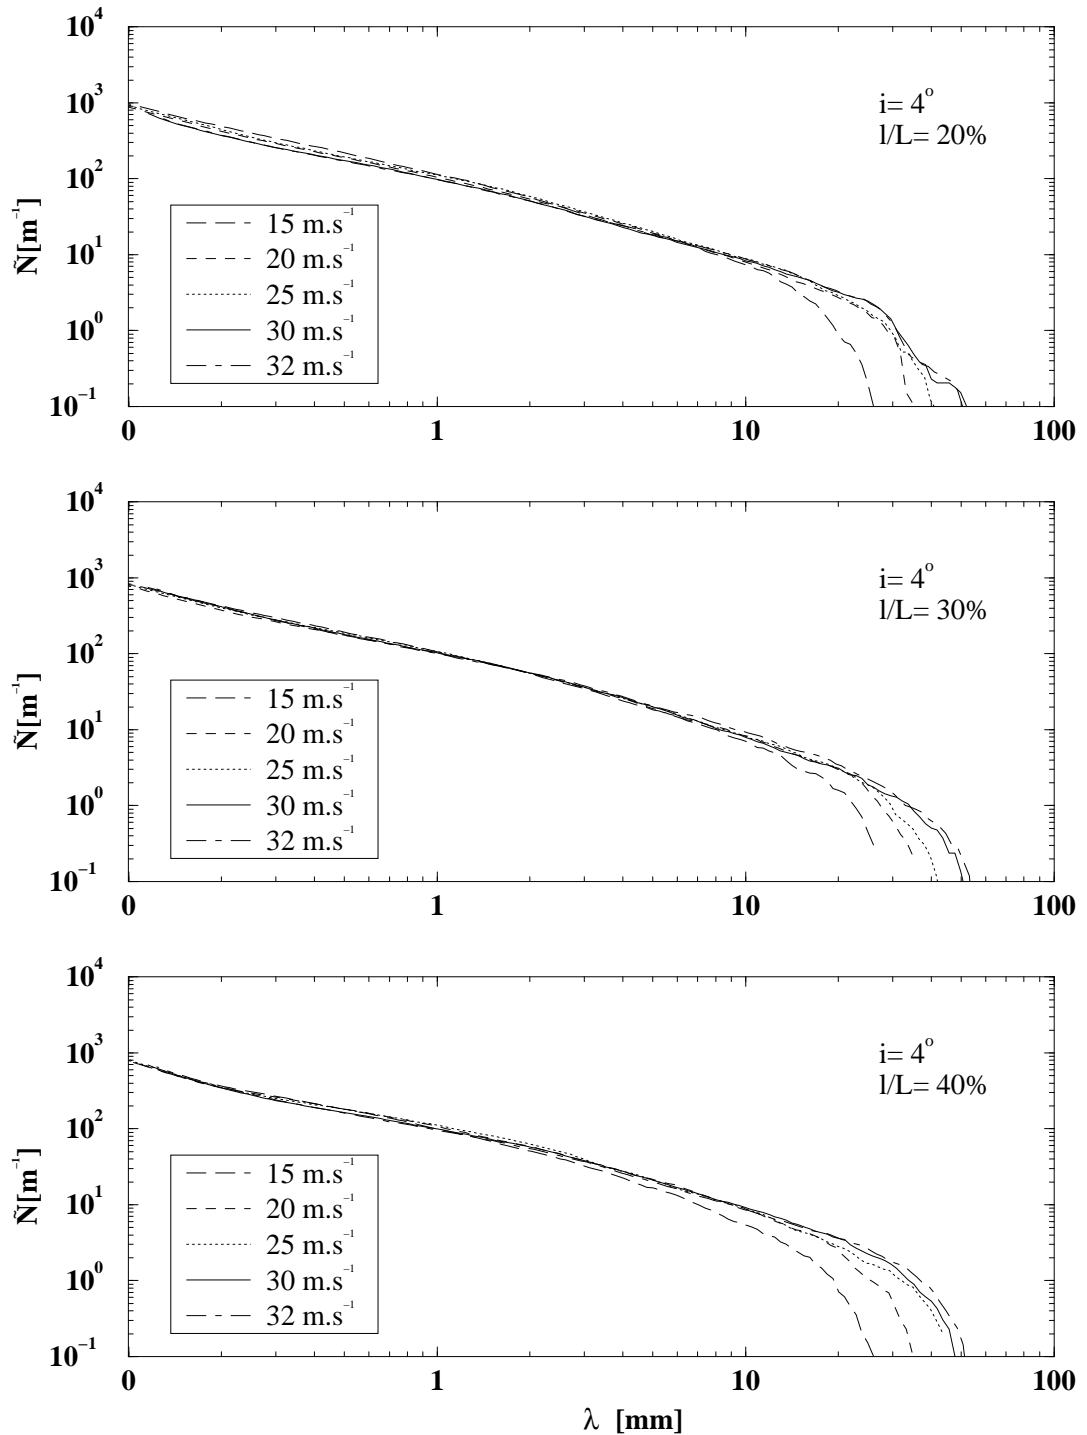 10⁴
10³
10²
10¹
10⁰
10⁻¹
Ñ[m⁻¹]
i= 4°
l/L= 20%
15 m.s⁻¹
20 m.s⁻¹
25 m.s⁻¹
30 m.s⁻¹
32 m.s⁻¹
0 1 10 100
10⁴
10³
10²
10¹
10⁰
10⁻¹
Ñ[m⁻¹]
i= 4°
l/L= 30%
15 m.s⁻¹
20 m.s⁻¹
25 m.s⁻¹
30 m.s⁻¹
32 m.s⁻¹
0 1 10 100
10⁴
10³
10²
10¹
10⁰
10⁻¹
Ñ[m⁻¹]
i= 4°
l/L= 40%
15 m.s⁻¹
20 m.s⁻¹
25 m.s⁻¹
30 m.s⁻¹
32 m.s⁻¹
0 1 10 100
λ [mm]